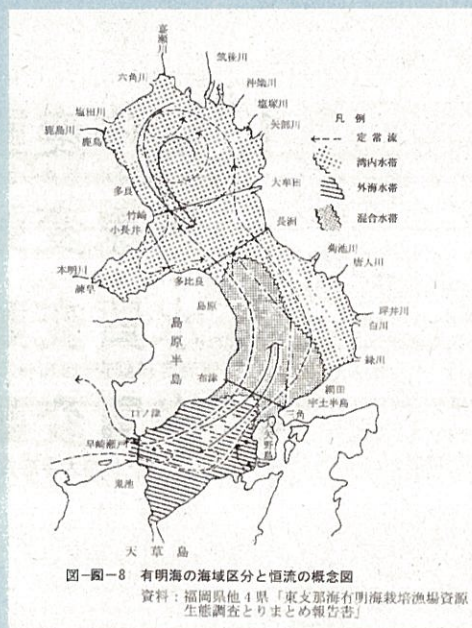 嘉瀬川
筑後川
六角川
沖端川
塩塚川
塩田川
矢部川
鹿島川
鹿島
凡例
定常流
湾内水帯
外海水帯
混合水帯
多良
大牟田
竹崎
小長井
長洲
菊池川
唐人川
本明川
諫早
多比良
島原
坪井川
白川
島原半島
緑川
布津
網田
宇土半島
三角
口ノ津
早崎瀬戸
野島
鬼池
天草島
図-圏-8 有明海の海域区分と恒流の概念図
資料：福岡県他4県「東支那海有明海栽培漁場資源
生態調査とりまとめ報告書」